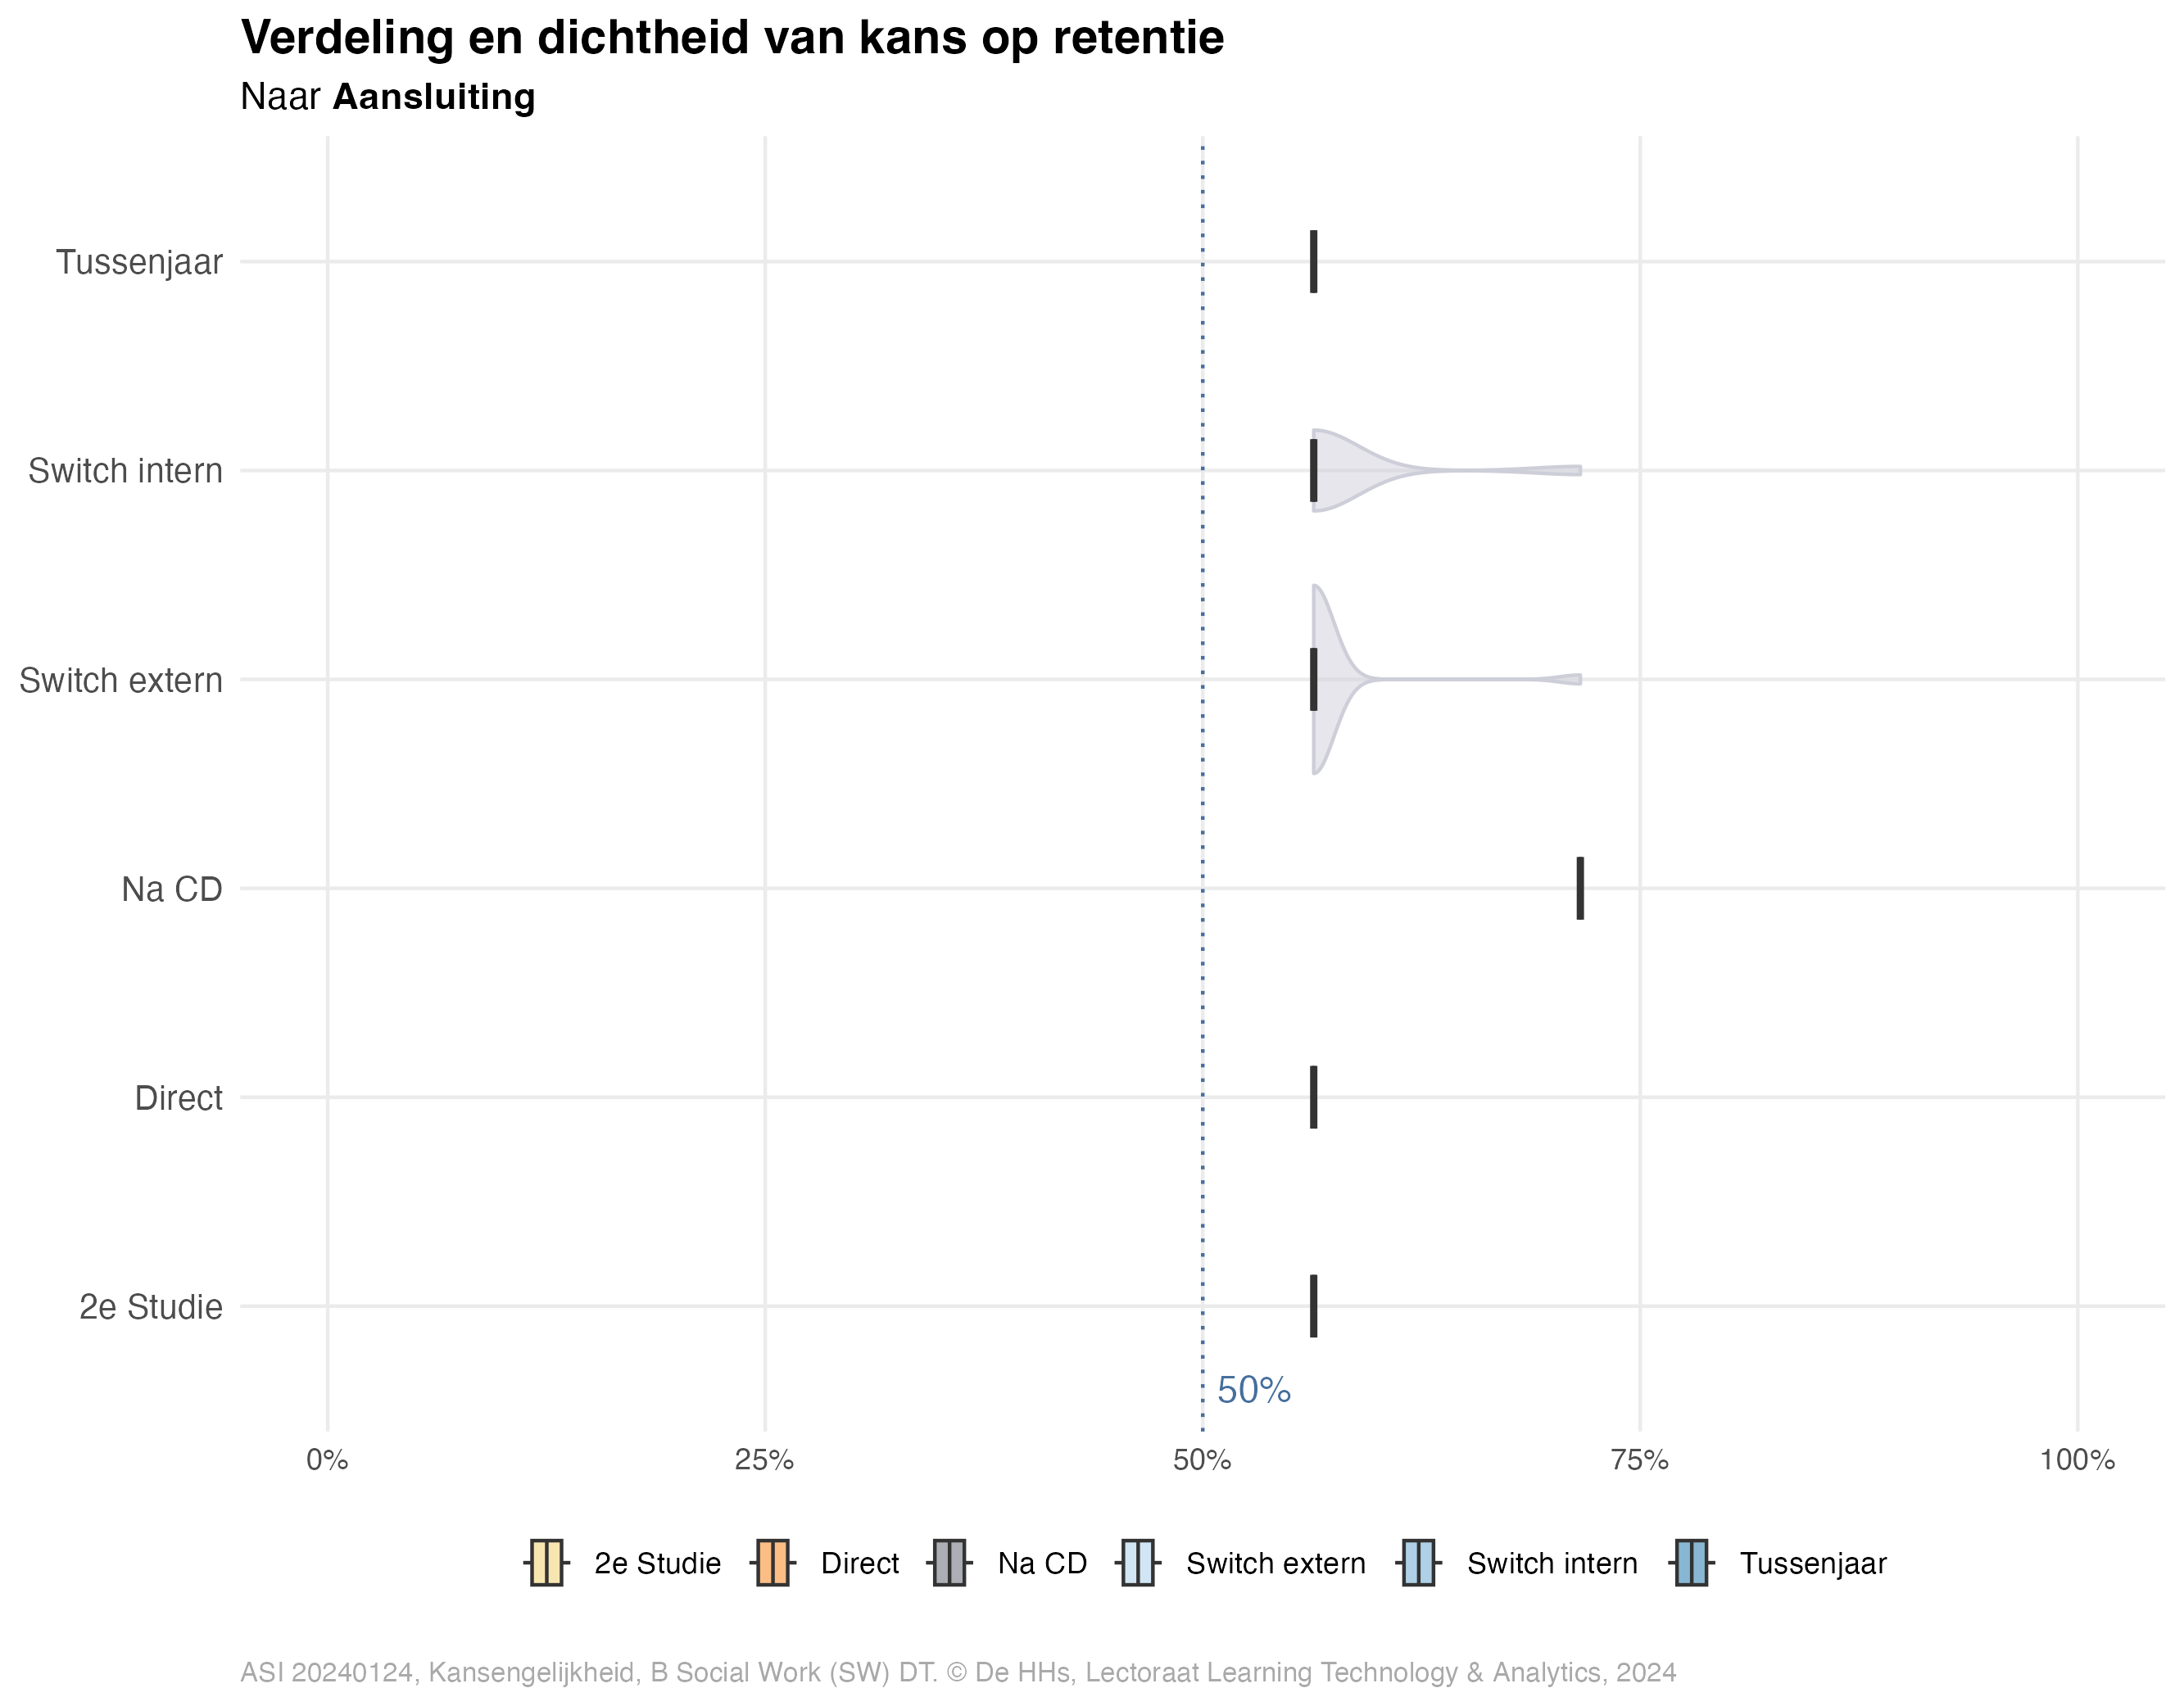 Verdeling en dichtheid van kans op retentie
Naar Aansluiting
Tussenjaar
Switch intern
Switch extern
Na CD
Direct
2e Studie
50%
0% 25% 50% 75% 100%
2e Studie Direct Na CD Switch extern Switch intern Tussenjaar
ASI 20240124, Kansengelijkheid, B Social Work (SW) DT. © De HHs, Lectoraat Learning Technology & Analytics, 2024